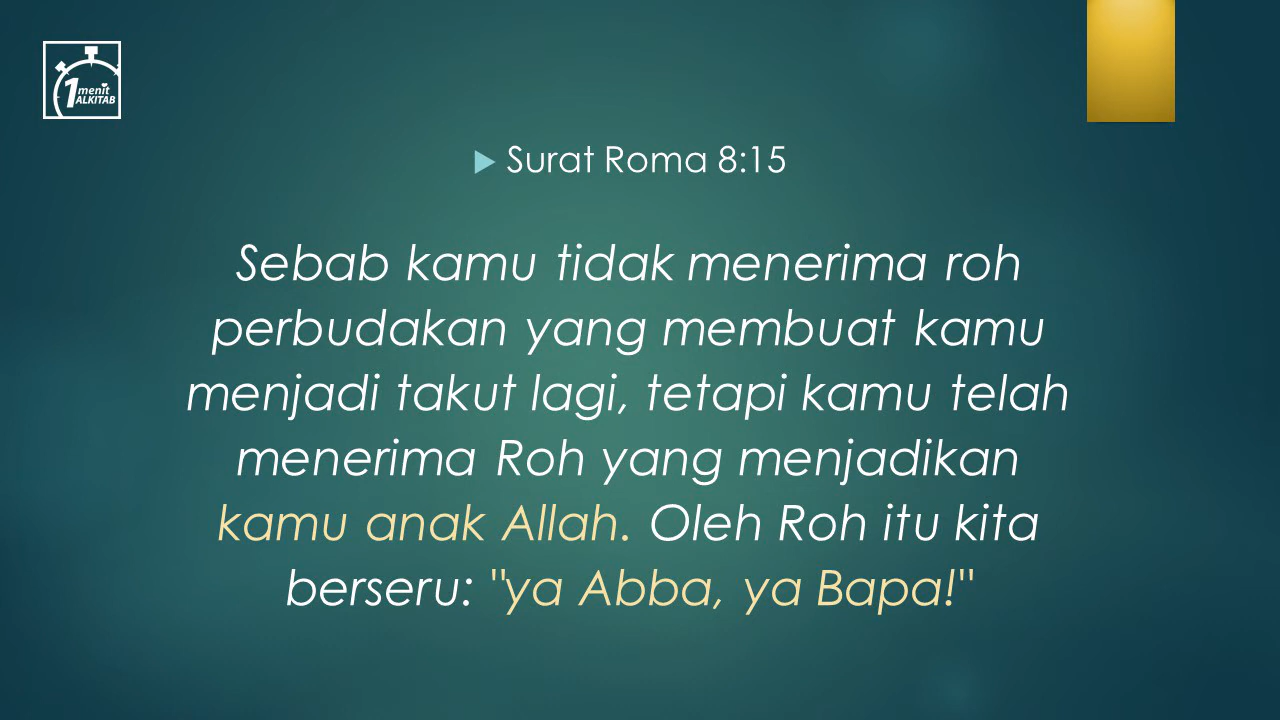 1 menit
ALKITAB
Surat Roma 8:15
Sebab kamu tidak menerima roh
perbudakan yang membuat kamu
menjadi takut lagi, tetapi kamu telah
menerima Roh yang menjadikan
kamu anak Allah. Oleh Roh itu kita
berseru: "ya Abba, ya Bapa!"